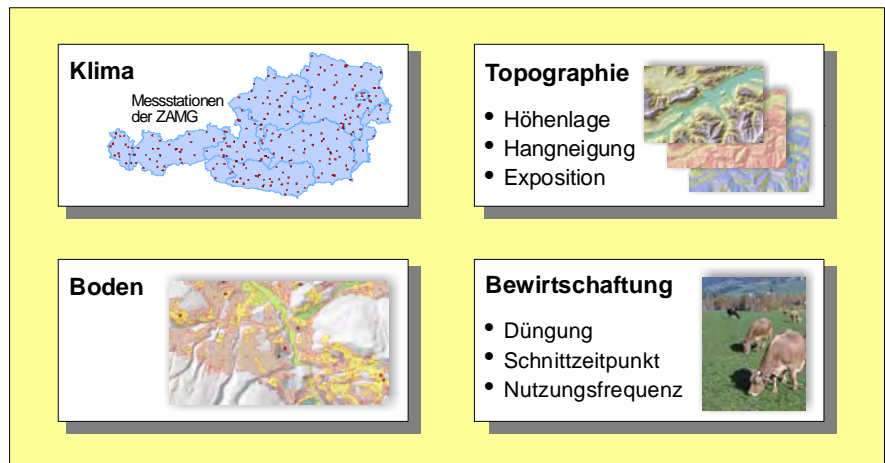 Klima
Messstationen
der ZAMG
Topographie
• Höhenlage
• Hangneigung
• Exposition
Boden
Bewirtschaftung
• Düngung
• Schnittzeitpunkt
• Nutzungsfrequenz